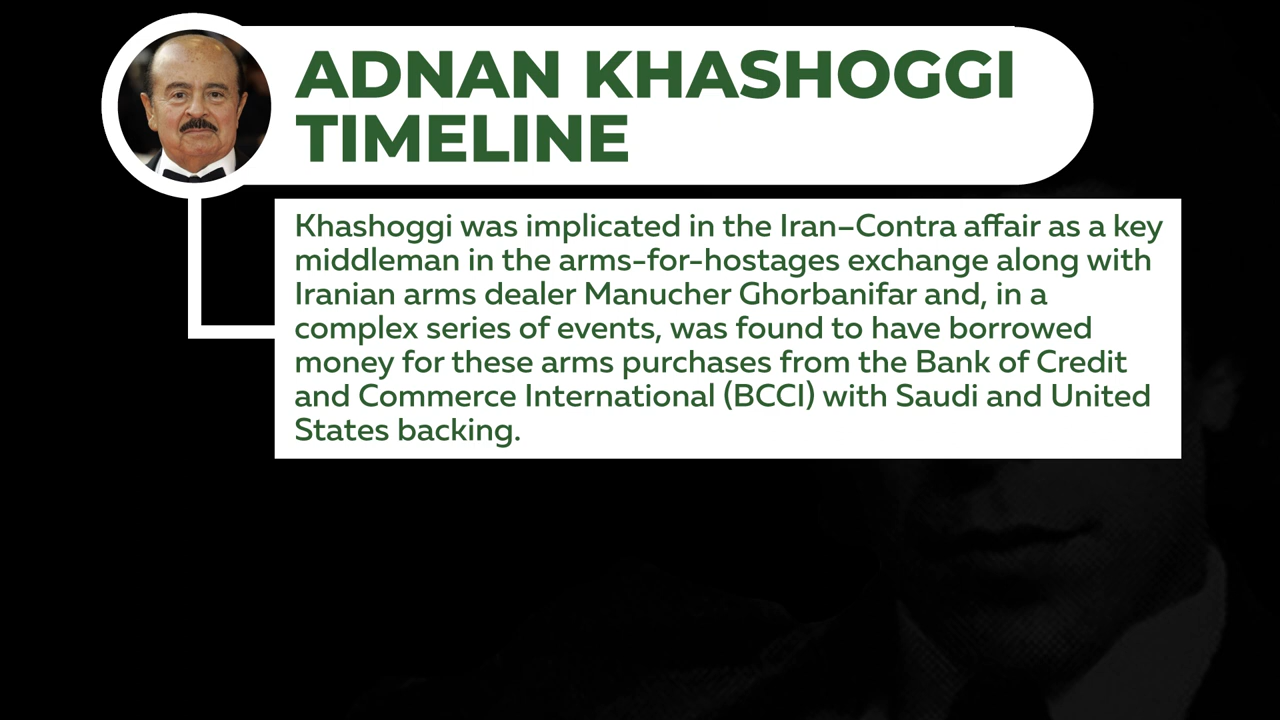 ADNAN KHASHOGGI
TIMELINE
Khashoggi was implicated in the Iran–Contra affair as a key
middleman in the arms-for-hostages exchange along with
Iranian arms dealer Manucher Ghorbanifar and, in a
complex series of events, was found to have borrowed
money for these arms purchases from the Bank of Credit
and Commerce International (BCCI) with Saudi and United
States backing.